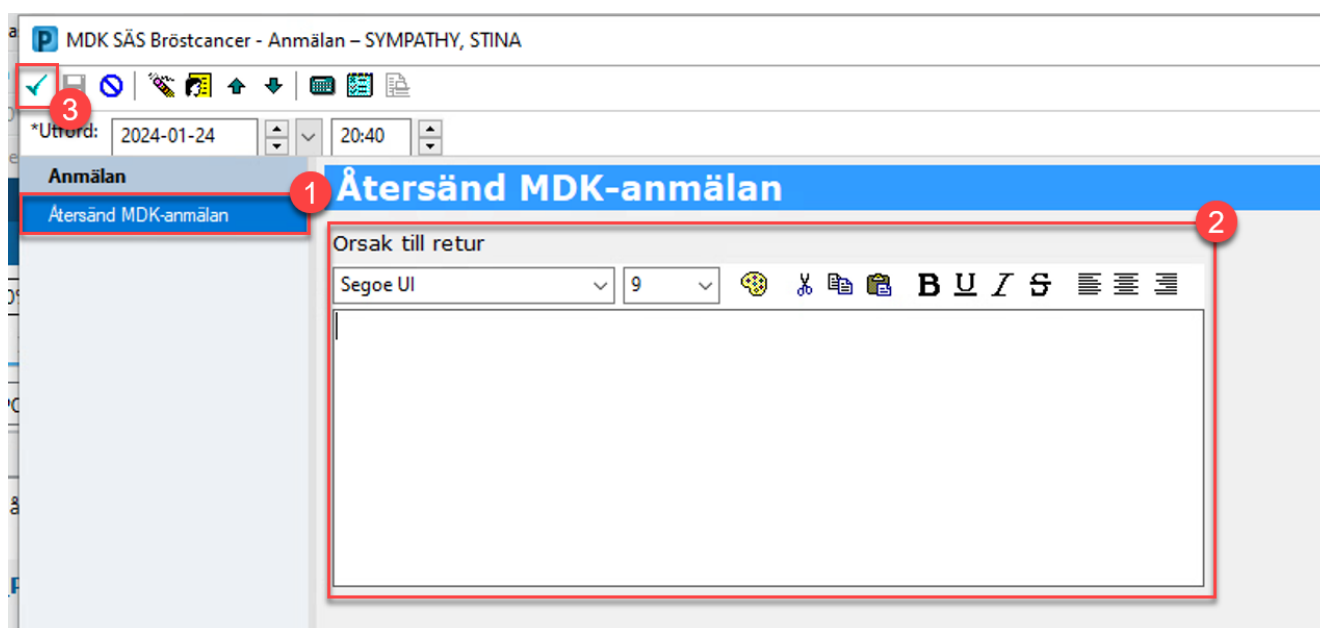 MDK SÄS Bröstcancer - Anmälan – SYMPATHY, STINA
3
*Utförd: 2024-01-24 20:40
Anmälan
1
Återsänd MDK-anmälan
Återsänd MDK-anmälan
2
Orsak till retur
Segoe UI 9 B U I S